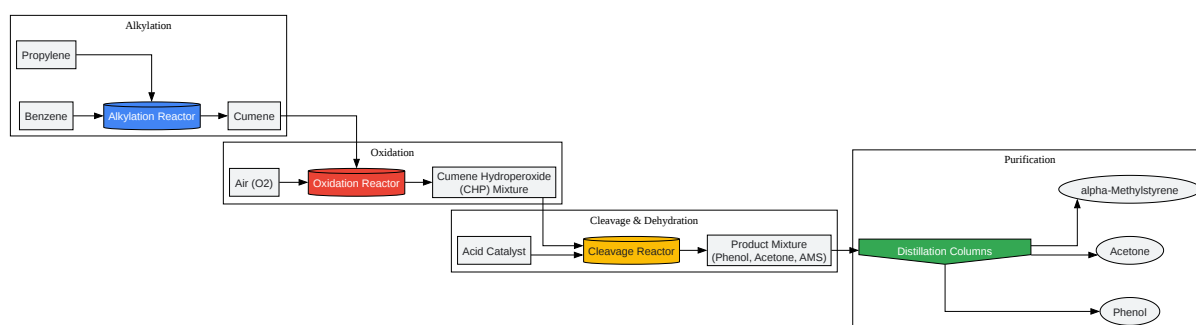 Alkylation
Propylene
Benzene
Alkylation Reactor
Cumene
Oxidation
Air (O2)
Oxidation Reactor
Cumene Hydroperoxide
(CHP) Mixture
Cleavage & Dehydration
Acid Catalyst
Cleavage Reactor
Product Mixture
(Phenol, Acetone, AMS)
Purification
Distillation Columns
alpha-Methylstyrene
Acetone
Phenol